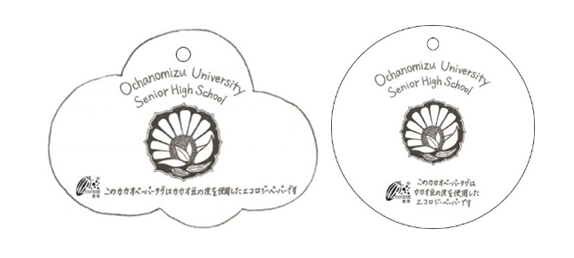 Ochanomizu University
Senior High School
このカカオペーパータグはカカオ豆の皮を使用したエコロジーペーパーです
Ochanomizu University
Senior High School
このカカオペーパータグは
カカオ豆の皮を使用した
エコロジーペーパーです